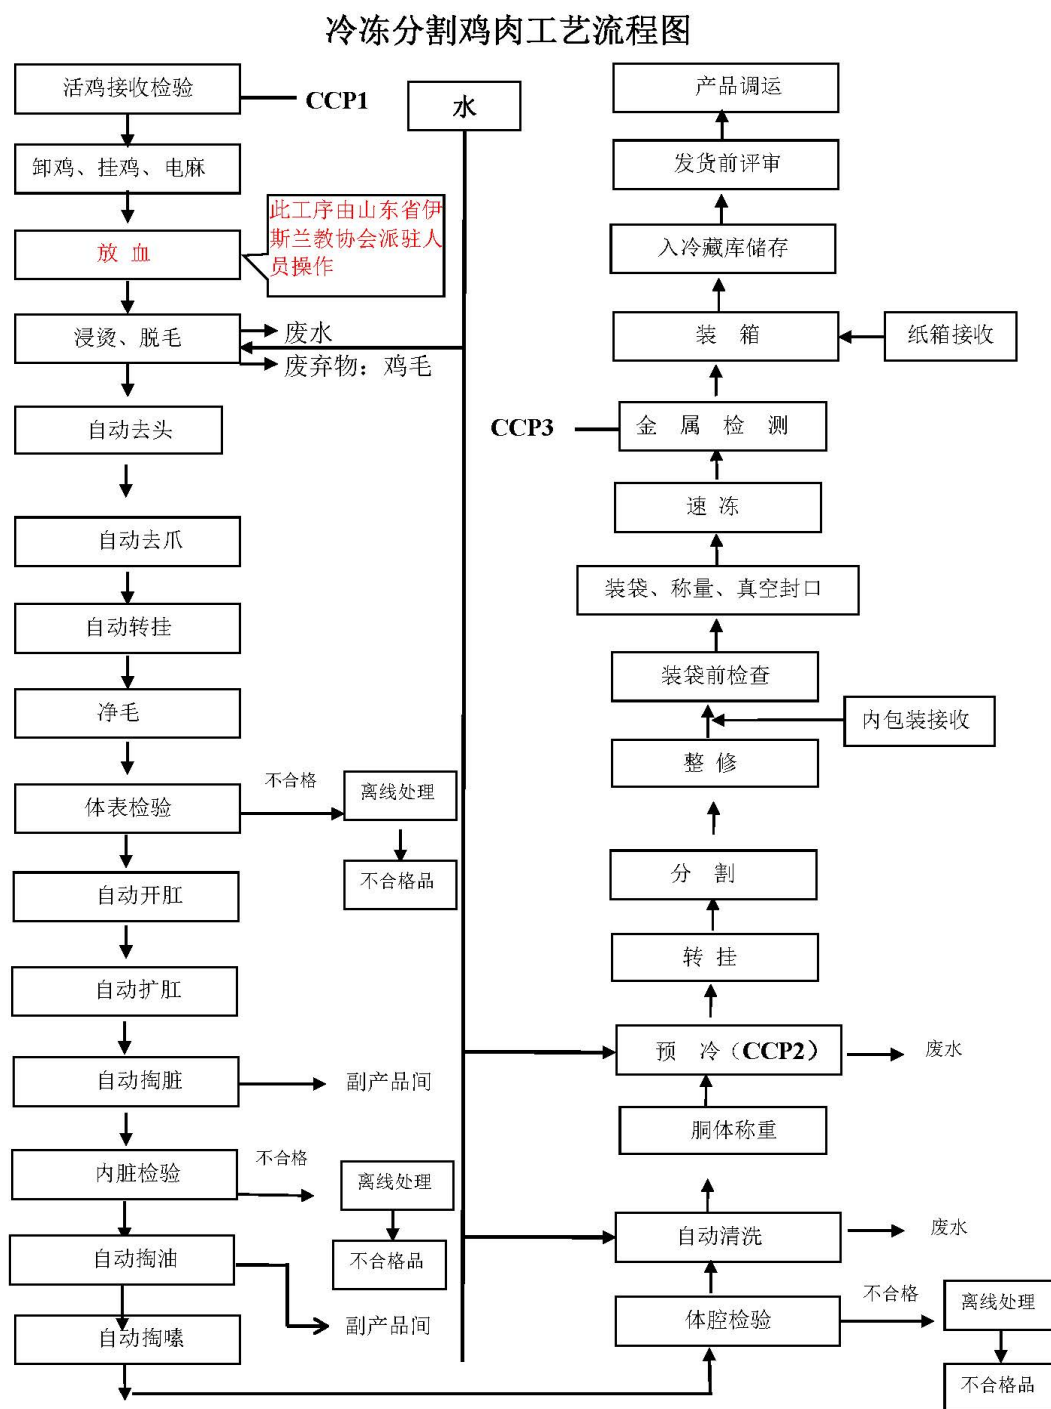 冷冻分割鸡肉工艺流程图
活鸡接收检验
CCP1
卸鸡、挂鸡、电麻
放 血
此工序由山东省伊
斯兰教协会派驻人
员操作
浸烫、脱毛
废水
废弃物：鸡毛
自动去头
自动去爪
自动转挂
净毛
体表检验
不合格
离线处理
不合格品
自动开肛
自动扩肛
自动掏脏
副产品间
内脏检验
不合格
离线处理
不合格品
自动掏油
副产品间
自动掏嗉
水
产品调运
发货前评审
入冷藏库储存
装 箱
纸箱接收
CCP3
金 属 检 测
速 冻
装袋、称量、真空封口
装袋前检查
内包装接收
整 修
分 割
转 挂
预 冷（CCP2）
废水
胴体称重
自动清洗
废水
体腔检验
不合格
离线处理
不合格品